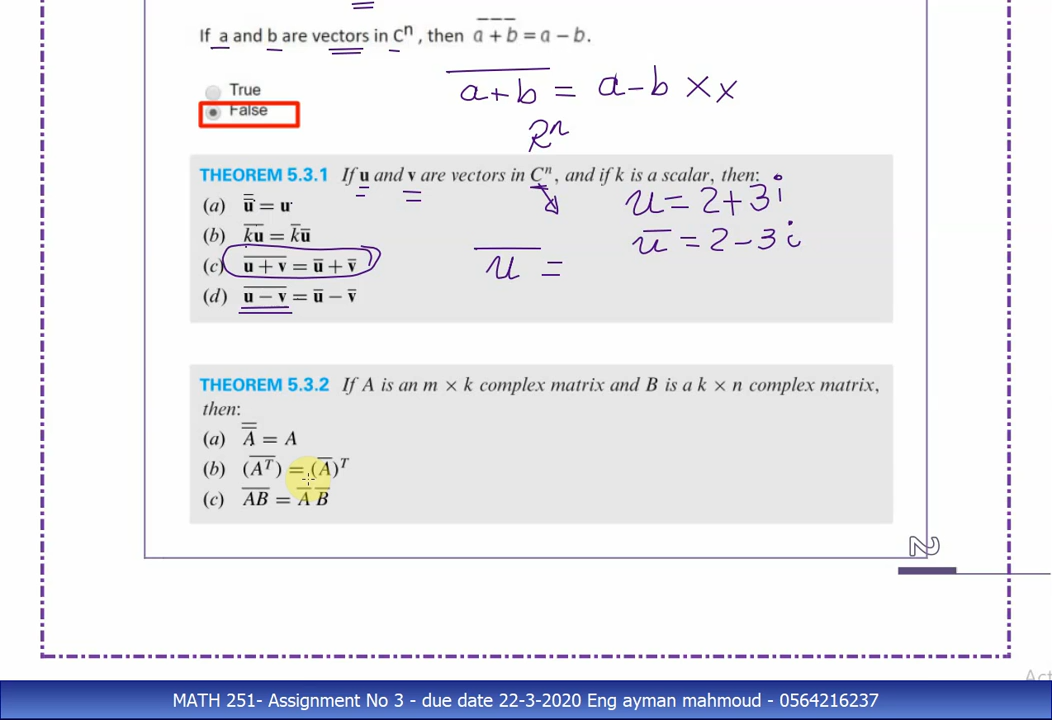 If a and b are vectors in Cⁿ, then a̅ ̅+̅ ̅b̅ = a − b.
True
a̅ ̅+̅ ̅b̅ = a − b × ×
False
Rⁿ
THEOREM 5.3.1 If u and v are vectors in Cⁿ, and if k is a scalar, then:
u = 2 + 3i
(a) u̿ = u
(b) k̅u̅ = k̅u̅
u̅ = 2 − 3i
(c) u̅ ̅+̅ ̅v̅ = u̅ + v̅
u̅ =
(d) u̅ ̅−̅ ̅v̅ = u̅ − v̅
THEOREM 5.3.2 If A is an m × k complex matrix and B is a k × n complex matrix,
then:
(a) A̿ = A
(b) (A̅ᵀ̅) = (A̅)ᵀ
(c) A̅B̅ = A̅ B̅
2
MATH 251- Assignment No 3 - due date 22-3-2020 Eng ayman mahmoud - 0564216237